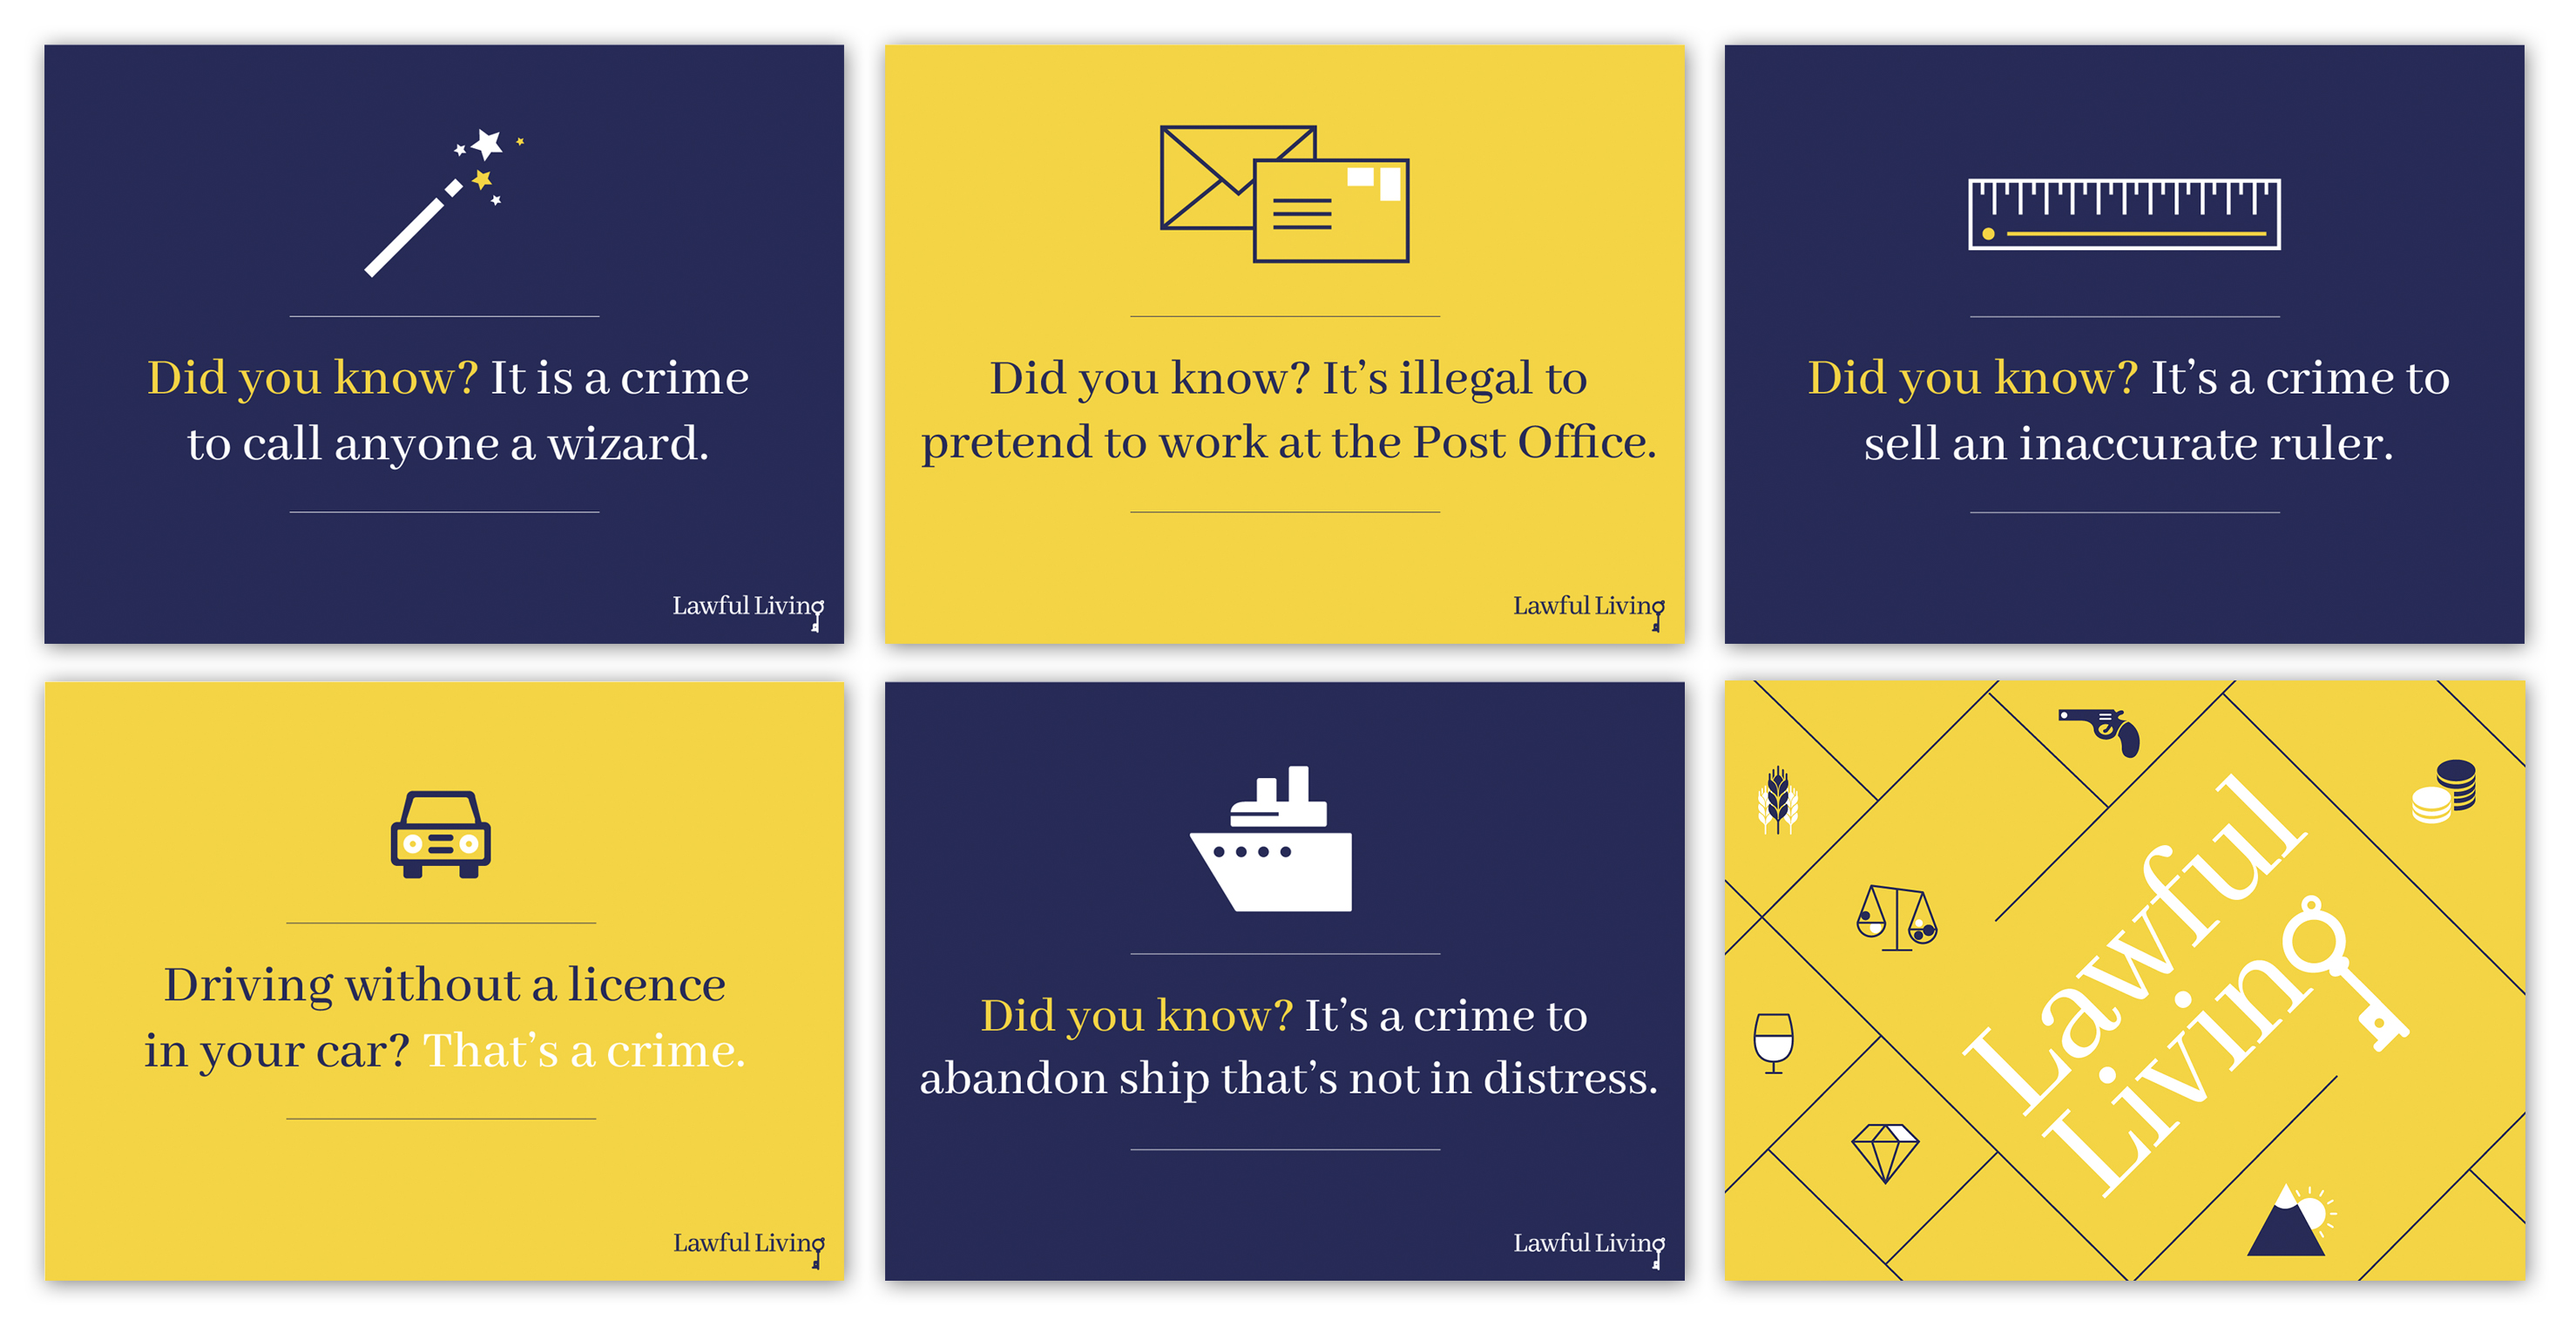 Did you know? It is a crime
to call anyone a wizard.
Lawful Living
Did you know? It’s illegal to
pretend to work at the Post Office.
Lawful Living
Did you know? It’s a crime to
sell an inaccurate ruler.
Driving without a licence
in your car? That’s a crime.
Lawful Living
Did you know? It’s a crime to
abandon ship that’s not in distress.
Lawful Living
Lawful
Living